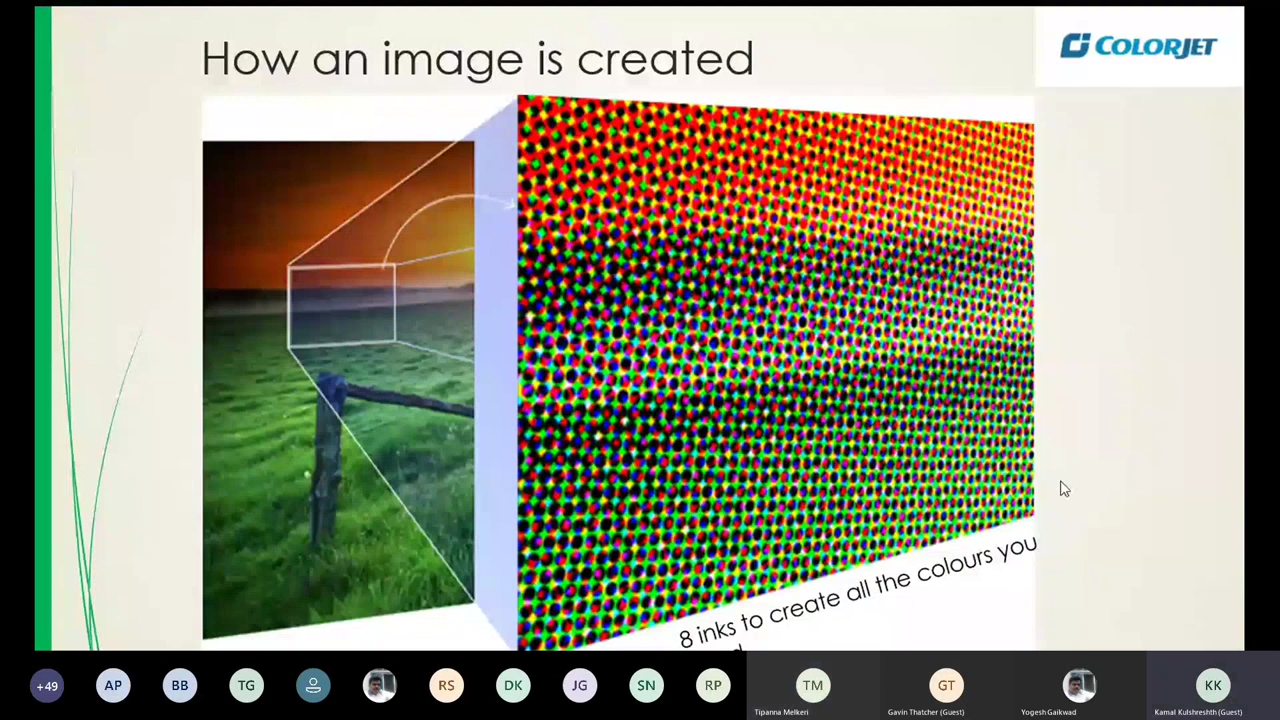 How an image is created
COLORJET
8 inks to create all the colours you
+49
AP
BB
TG
RS
DK
JG
SN
RP
TM
GT
KK
Tipanna Melkeri
Gavin Thatcher (Guest)
Yogesh Gaikwad
Kamal Kulshreshth (Guest)